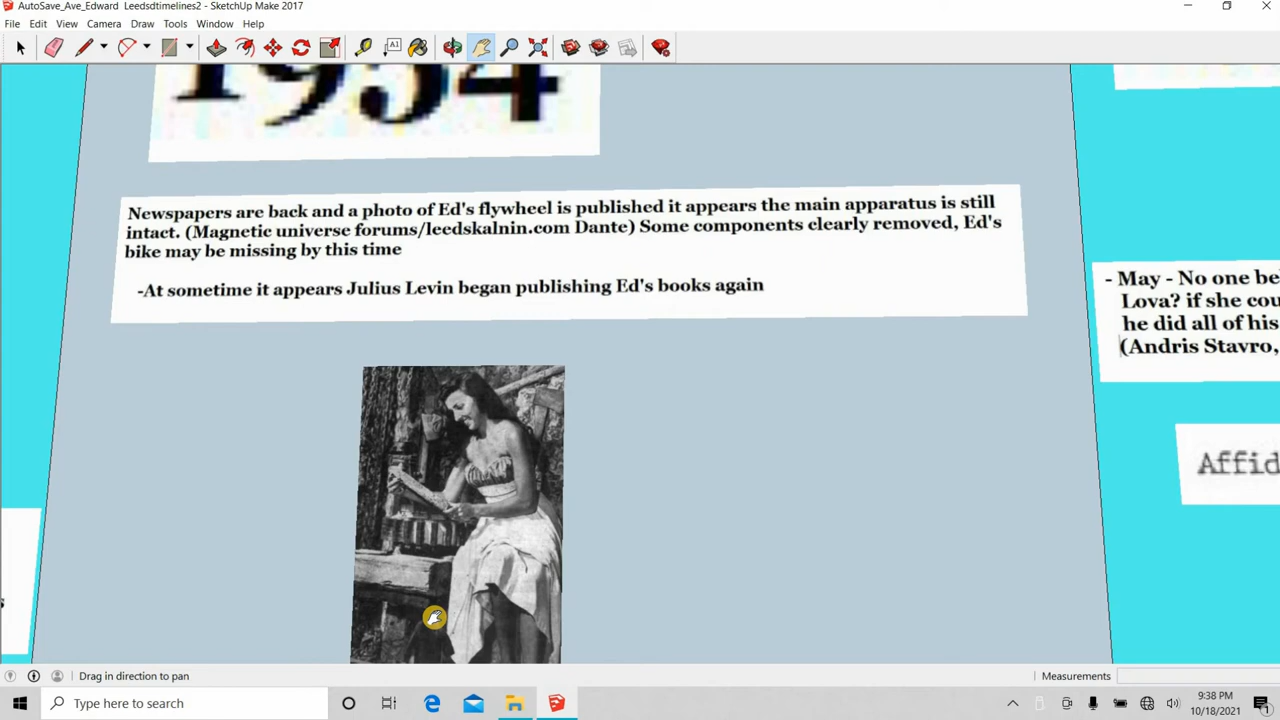 AutoSave_Ave_Edward Leedsdtimelines2 - SketchUp Make 2017
File Edit View Camera Draw Tools Window Help
A1
1954
Newspapers are back and a photo of Ed's flywheel is published it appears the main apparatus is still
intact. (Magnetic universe forums/leedskalnin.com Dante) Some components clearly removed, Ed's
bike may be missing by this time
-At sometime it appears Julius Levin began publishing Ed's books again
- May - No one be
Lova? if she cou
he did all of his
(Andris Stavro,
Affid
s
Drag in direction to pan
Measurements
Type here to search
9:38 PM
10/18/2021
1